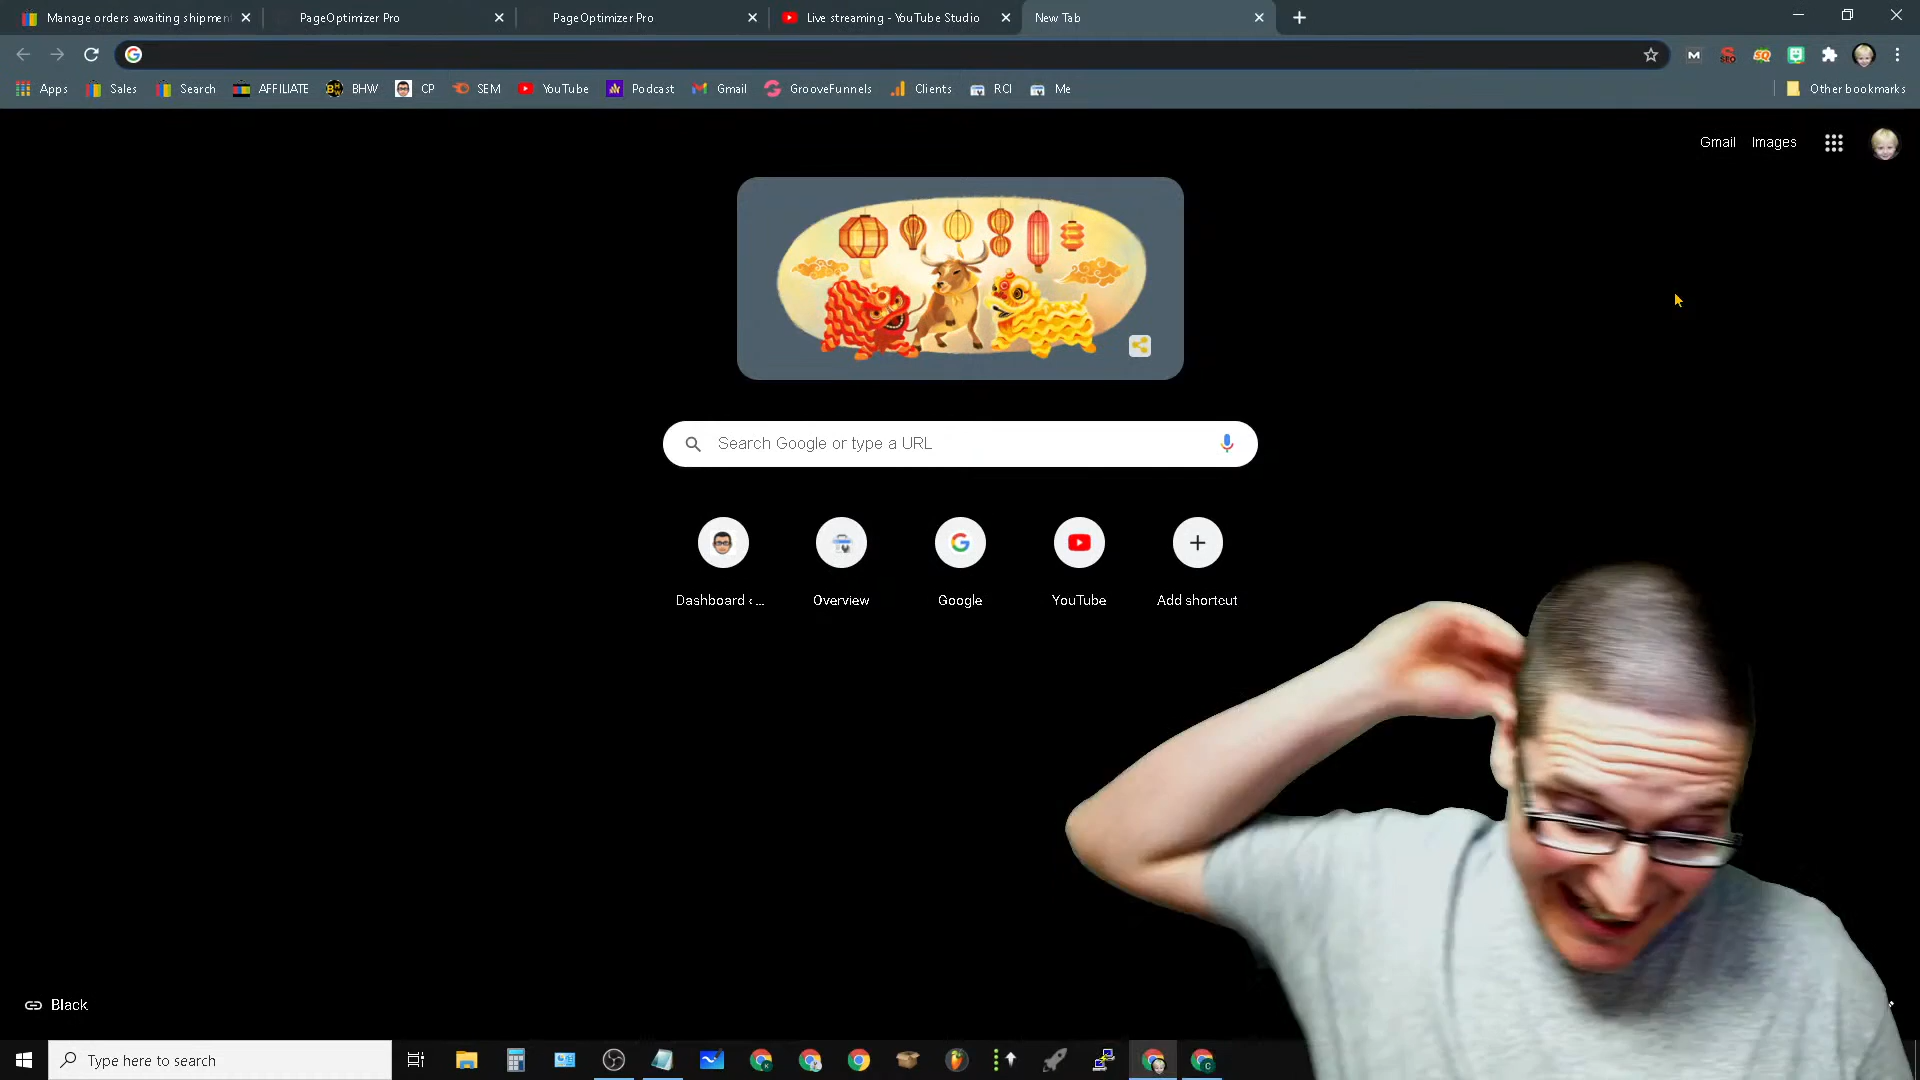 Manage orders awaiting shipmen
PageOptimizer Pro
PageOptimizer Pro
Live streaming - YouTube Studio
New Tab
Apps
Sales
Search
AFFILIATE
BHW
CP
SEM
YouTube
Podcast
Gmail
GrooveFunnels
Clients
RCI
Me
Other bookmarks
Gmail
Images
Search Google or type a URL
Dashboard ‹ ...
Overview
Google
YouTube
Add shortcut
Black
Type here to search